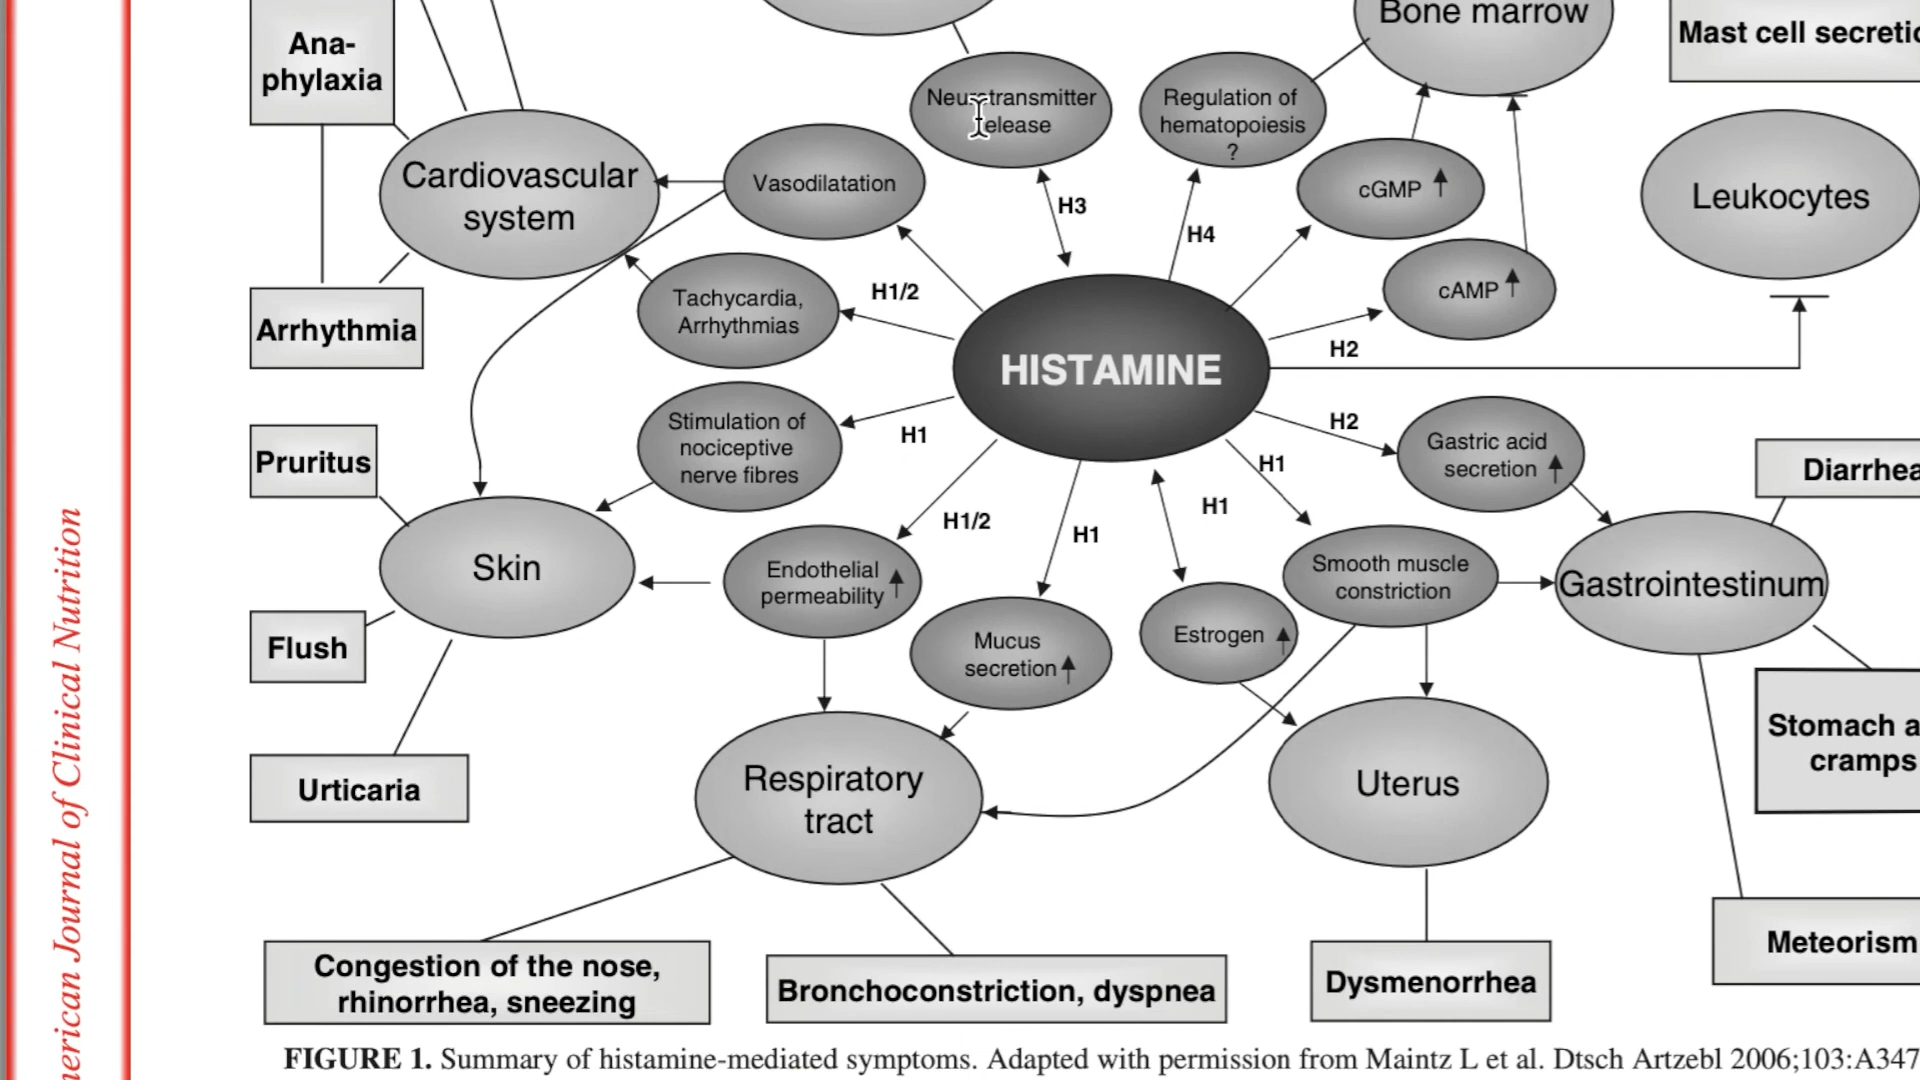 Ana-
phylaxia
Bone marrow
Mast cell
Neurotransmitter
release
Regulation of
hematopoiesis
?
Cardiovascular
system
Vasodilatation
cGMP
Leukocytes
H3
H4
cAMP
Tachycardia,
Arrhythmias
H1/2
Arrhythmia
HISTAMINE
H2
Stimulation of
nociceptive
nerve fibres
H1
H2
Gastric acid
secretion
Pruritus
H1
Diarrhea
H1/2
H1
H1
Skin
Endothelial
permeability
Smooth muscle
constriction
Gastrointestinum
Mucus
secretion
Estrogen
Flush
Stomach
cramps
Urticaria
Respiratory
tract
Uterus
Congestion of the nose,
rhinorrhea, sneezing
Bronchoconstriction, dyspnea
Dysmenorrhea
Meteorism
FIGURE 1. Summary of histamine-mediated symptoms. Adapted with permission from Maintz L et al. Dtsch Artzebl 2006;103:A347
Journal of Clinical Nutrition